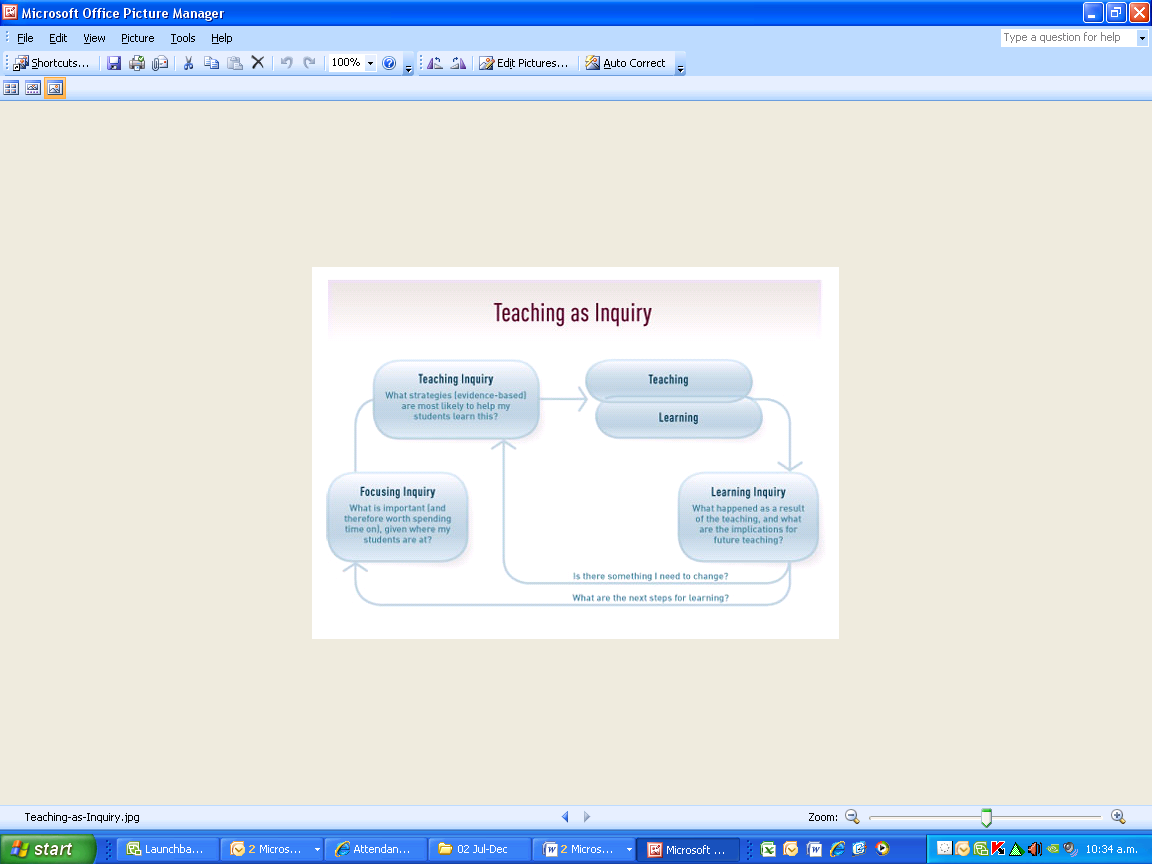 Microsoft Office Picture Manager
File Edit View Picture Tools Help
Type a question for help
Shortcuts... 100% Edit Pictures... Auto Correct
Teaching as Inquiry
Teaching Inquiry
What strategies (evidence-based)
are most likely to help my
students learn this?
Teaching
Learning
Focusing Inquiry
What is important (and
therefore worth spending
time on), given where my
students are at?
Learning Inquiry
What happened as a result
of the teaching, and what
are the implications for
future teaching?
Is there something I need to change?
What are the next steps for learning?
Teaching-as-Inquiry.jpg
Zoom:
start
Launchba...
2 Micros...
Attendan...
02 Jul-Dec
2 Micros...
Microsoft ...
10:34 a.m.